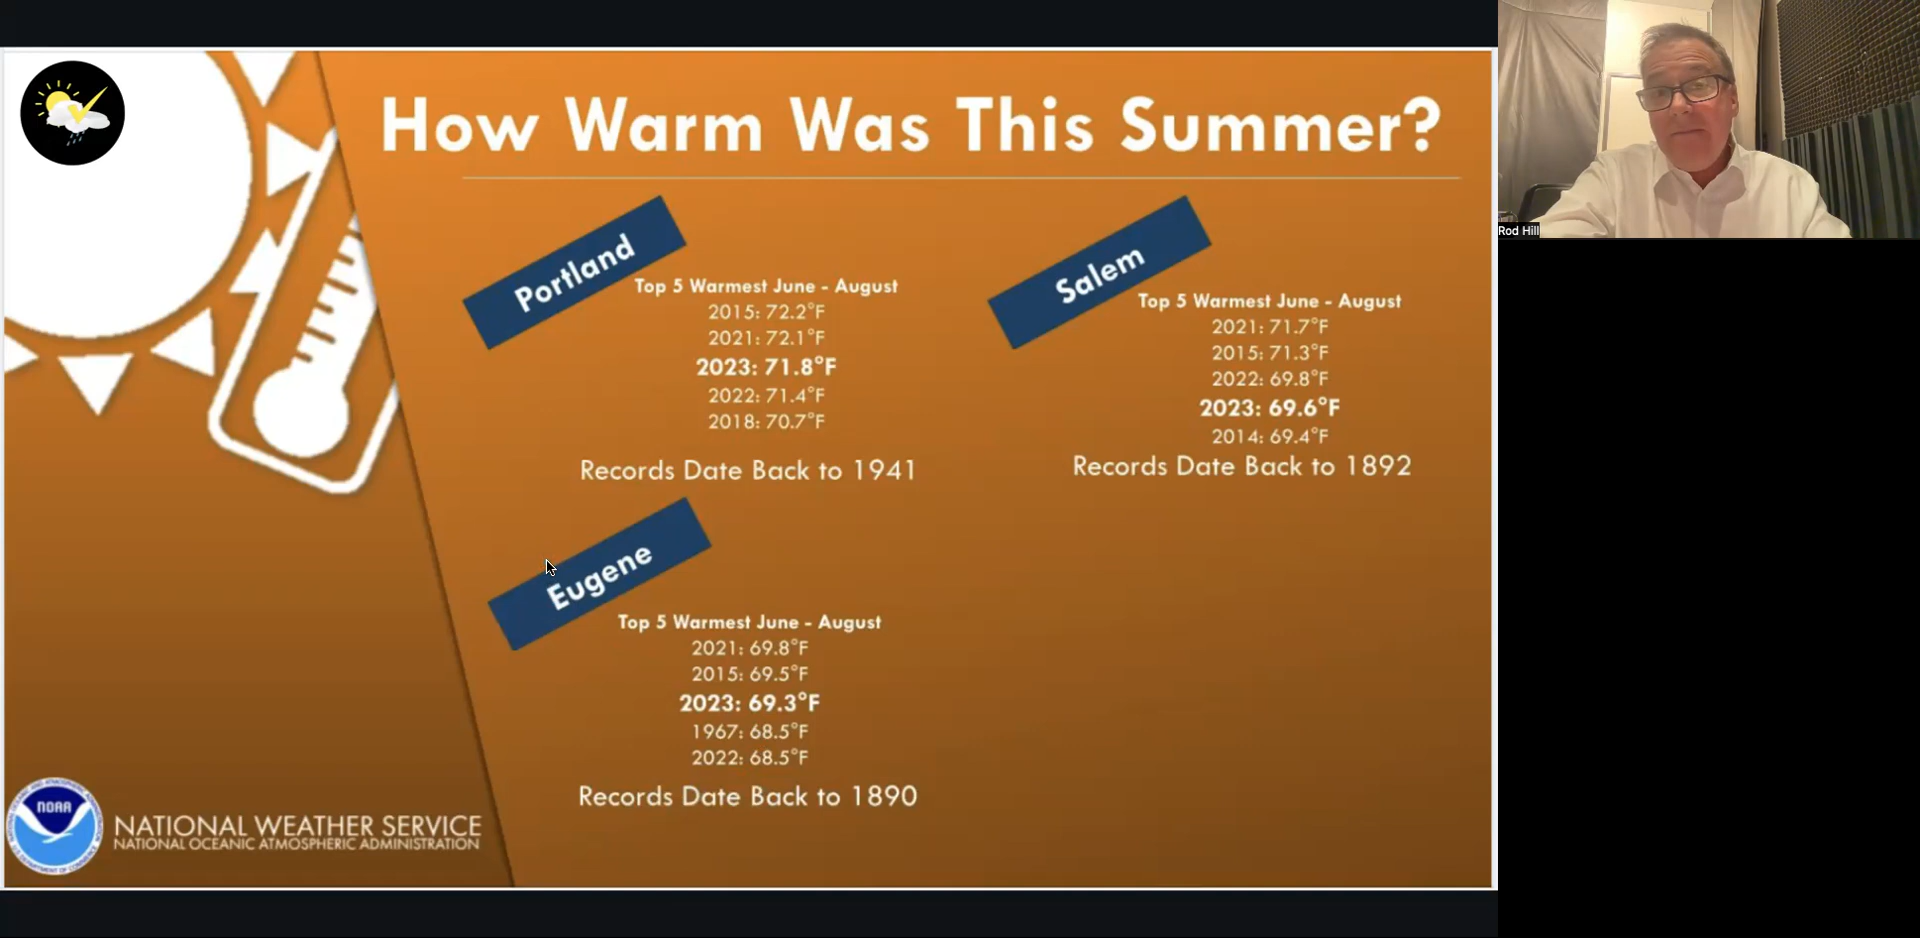 How Warm Was This Summer?
Portland
Top 5 Warmest June - August
2015: 72.2°F
2021: 72.1°F
2023: 71.8°F
2022: 71.4°F
2018: 70.7°F
Records Date Back to 1941
Salem
Top 5 Warmest June - August
2021: 71.7°F
2015: 71.3°F
2022: 69.8°F
2023: 69.6°F
2014: 69.4°F
Records Date Back to 1892
Eugene
Top 5 Warmest June - August
2021: 69.8°F
2015: 69.5°F
2023: 69.3°F
1967: 68.5°F
2022: 68.5°F
Records Date Back to 1890
NOAA
NATIONAL WEATHER SERVICE
NATIONAL OCEANIC ATMOSPHERIC ADMINISTRATION
Rod Hill